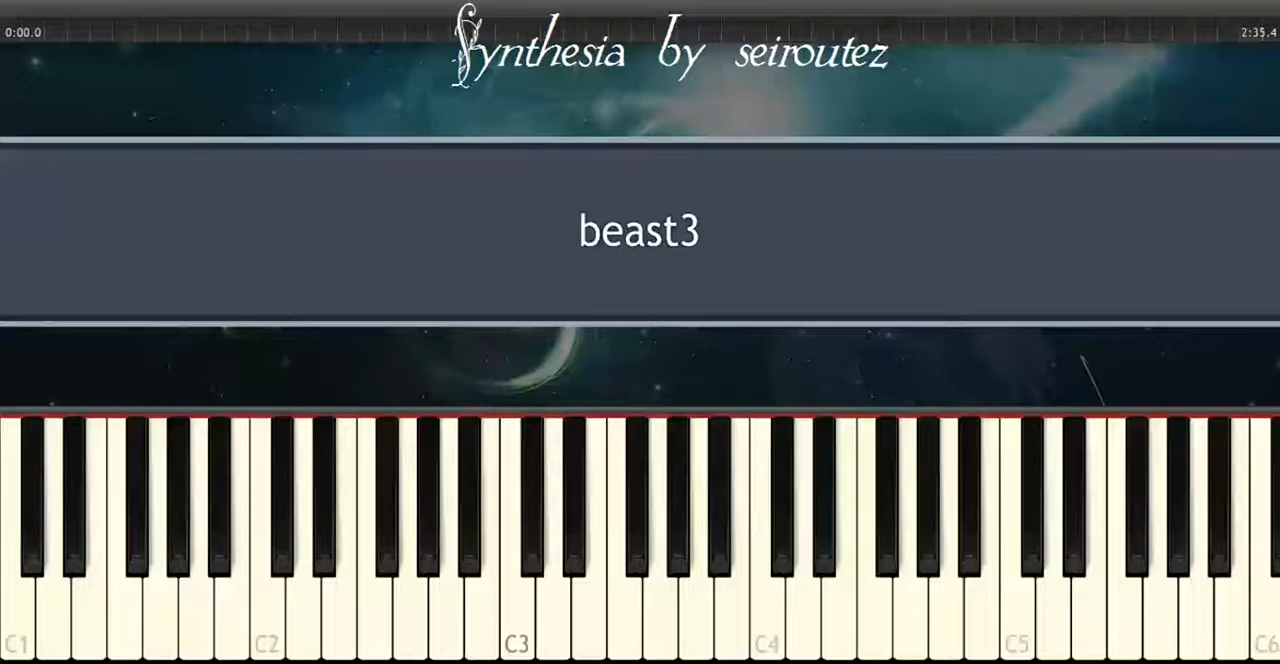 0:00.0
Synthesia by seiroutez
2:35.4
beast3
C1 C2 C3 C4 C5 C6